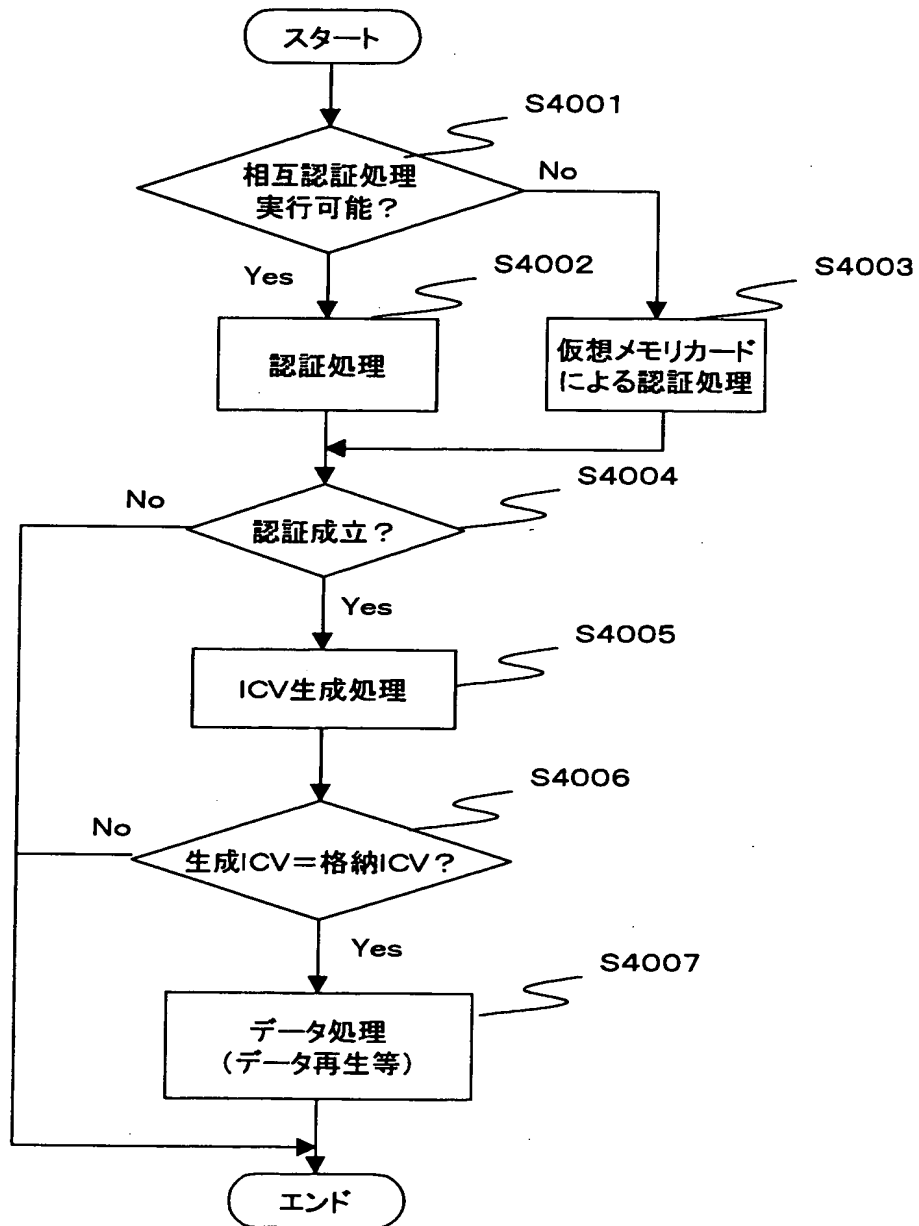 スタート
S4001
相互認証処理
実行可能？
No
Yes
S4002
S4003
認証処理
仮想メモリカード
による認証処理
S4004
No
認証成立？
Yes
S4005
ICV生成処理
S4006
No
生成ICV＝格納ICV？
Yes
S4007
データ処理
（データ再生等）
エンド